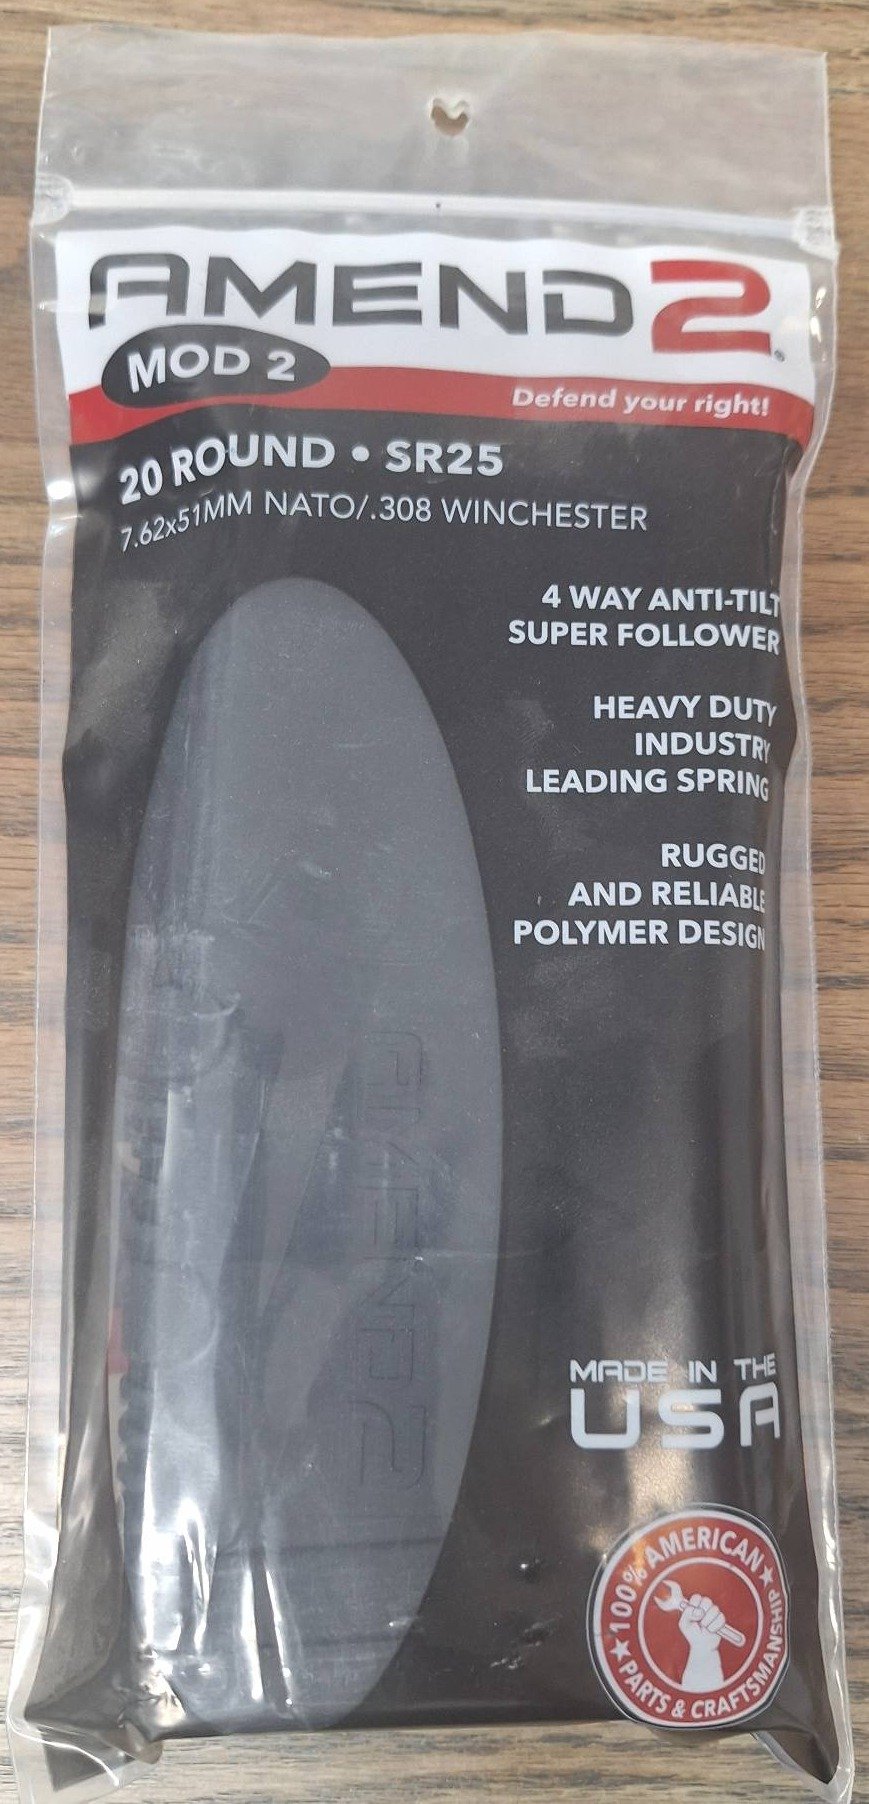 AMEND2®
MOD 2
Defend your right!
20 ROUND • SR25
7.62x51MM NATO/.308 WINCHESTER
4 WAY ANTI-TILT
SUPER FOLLOWER
HEAVY DUTY
INDUSTRY
LEADING SPRING
RUGGED
AND RELIABLE
POLYMER DESIGN
AMEND2
MADE IN THE
USA
★ 100% AMERICAN ★
PARTS & CRAFTSMANSHIP